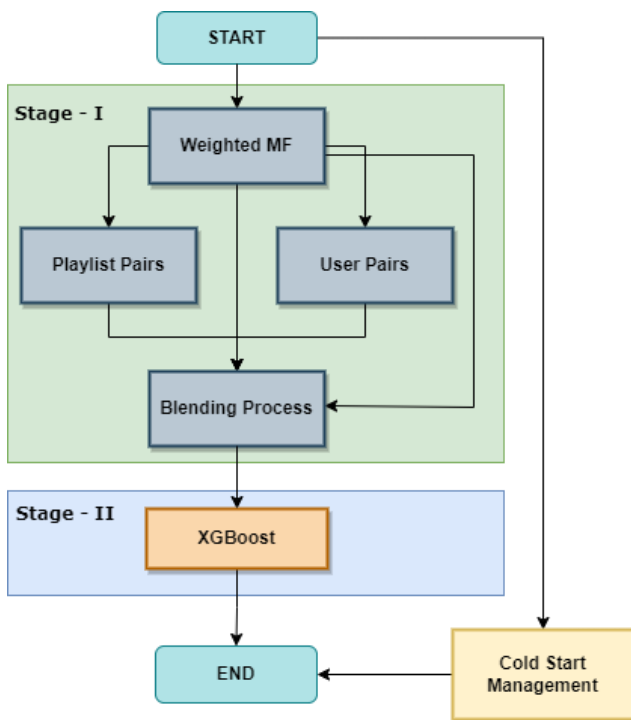 START
Stage - I
Weighted MF
Playlist Pairs
User Pairs
Blending Process
Stage - II
XGBoost
END
Cold Start
Management